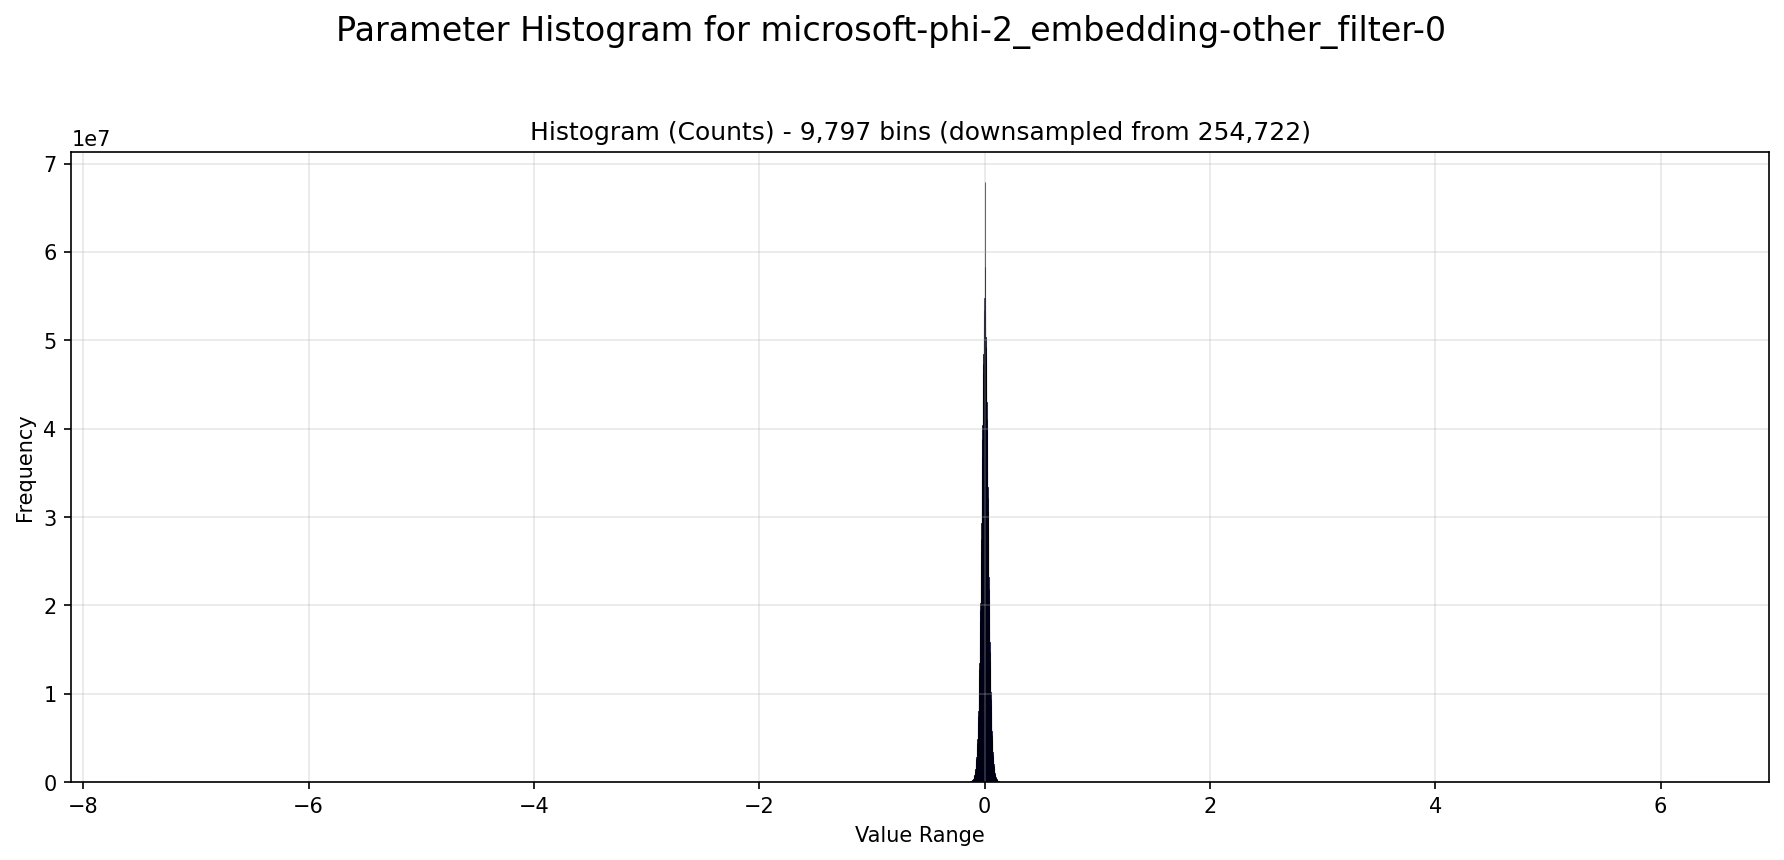 Parameter Histogram for microsoft-phi-2_embedding-other_filter-0
Histogram (Counts) - 9,797 bins (downsampled from 254,722)
1e7
7
6
5
4
3
2
1
0
Frequency
−8 −6 −4 −2 0 2 4 6
Value Range